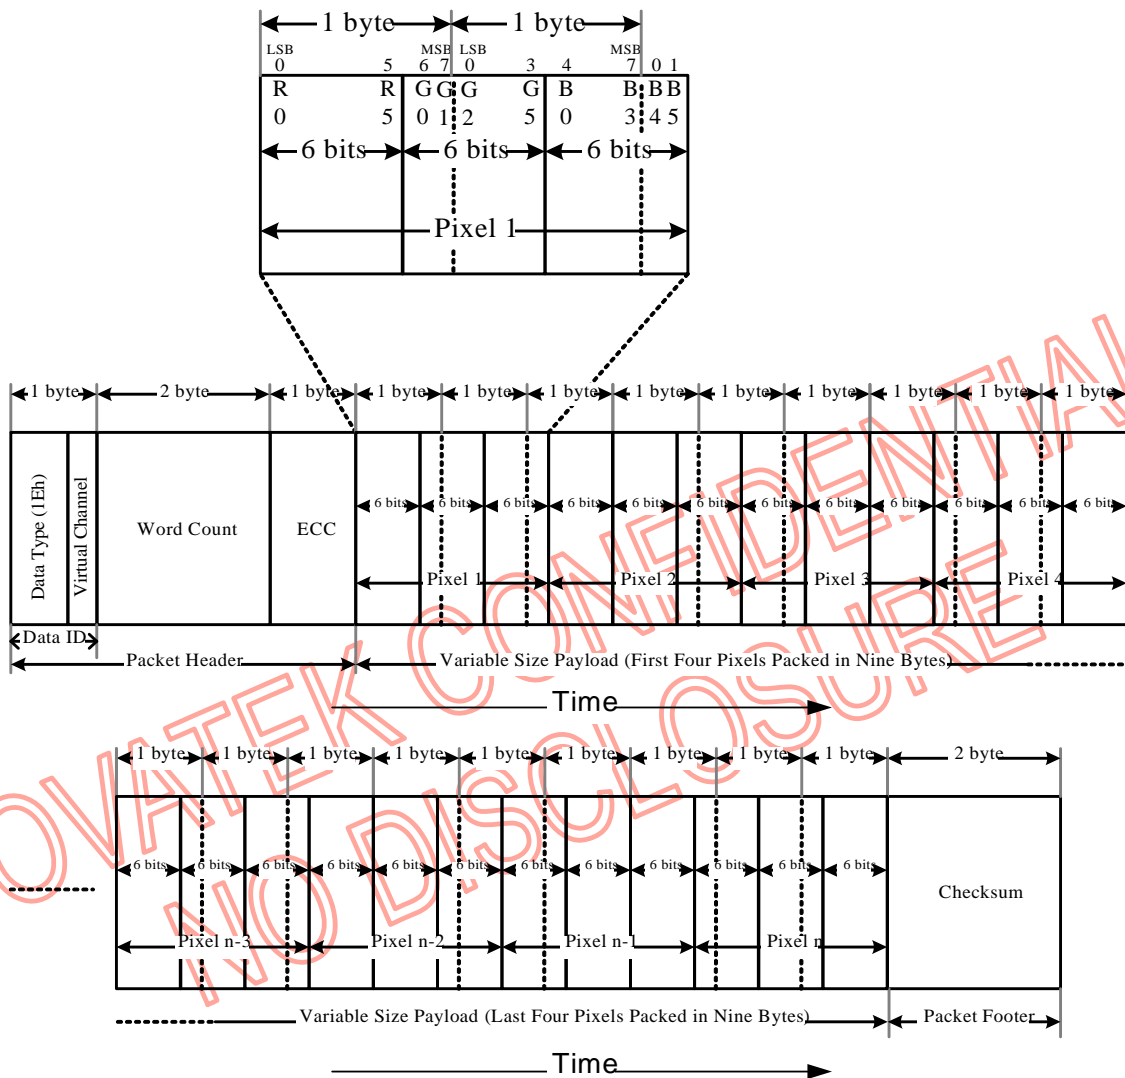 1 byte 1 byte
LSB MSB LSB MSB
0 5 6 7 0 3 4 7 0 1
R R G G G G B B B B
0 5 0 1 2 5 0 3 4 5
6 bits 6 bits 6 bits
Pixel 1
1 byte 2 byte 1 byte 1 byte 1 byte 1 byte 1 byte 1 byte 1 byte 1 byte 1 byte 1 byte
Data Type (1Eh)
Virtual Channel
Word Count
ECC
6 bits 6 bits 6 bits 6 bits 6 bits 6 bits 6 bits 6 bits 6 bits 6 bits 6 bits 6 bits
Pixel 1 Pixel 2 Pixel 3 Pixel 4
Data ID
Packet Header
Variable Size Payload (First Four Pixels Packed in Nine Bytes)
Time
1 byte 1 byte 1 byte 1 byte 1 byte 1 byte 1 byte 1 byte 1 byte 2 byte
6 bits 6 bits 6 bits 6 bits 6 bits 6 bits 6 bits 6 bits 6 bits 6 bits 6 bits 6 bits
Checksum
Pixel n-3 Pixel n-2 Pixel n-1 Pixel n
Variable Size Payload (Last Four Pixels Packed in Nine Bytes)
Packet Footer
Time
OVATEK CONFIDENTIAL
NO DISCLOSURE